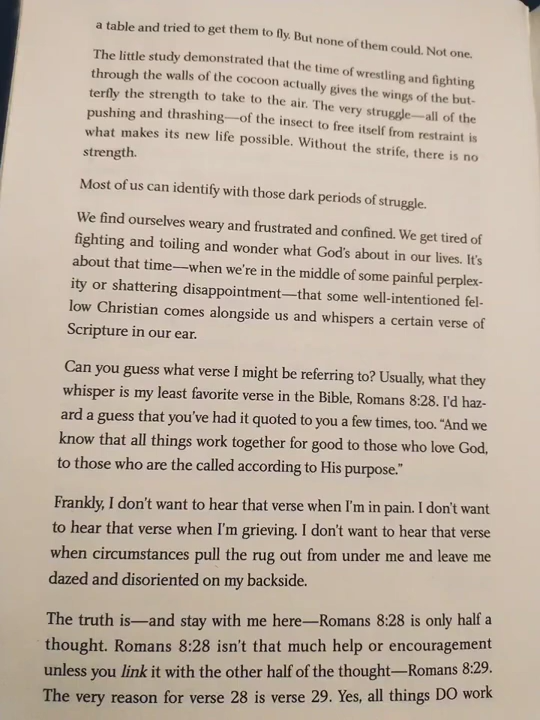 a table and tried to get them to fly. But none of them could. Not one.
The little study demonstrated that the time of wrestling and fighting
through the walls of the cocoon actually gives the wings of the but-
terfly the strength to take to the air. The very struggle—all of the
pushing and thrashing—of the insect to free itself from restraint is
what makes its new life possible. Without the strife, there is no
strength.
Most of us can identify with those dark periods of struggle.
We find ourselves weary and frustrated and confined. We get tired of
fighting and toiling and wonder what God's about in our lives. It's
about that time—when we're in the middle of some painful perplex-
ity or shattering disappointment—that some well-intentioned fel-
low Christian comes alongside us and whispers a certain verse of
Scripture in our ear.
Can you guess what verse I might be referring to? Usually, what they
whisper is my least favorite verse in the Bible, Romans 8:28. I'd haz-
ard a guess that you've had it quoted to you a few times, too. "And we
know that all things work together for good to those who love God,
to those who are the called according to His purpose."
Frankly, I don't want to hear that verse when I'm in pain. I don't want
to hear that verse when I'm grieving. I don't want to hear that verse
when circumstances pull the rug out from under me and leave me
dazed and disoriented on my backside.
The truth is—and stay with me here—Romans 8:28 is only half a
thought. Romans 8:28 isn't that much help or encouragement
unless you link it with the other half of the thought—Romans 8:29.
The very reason for verse 28 is verse 29. Yes, all things DO work